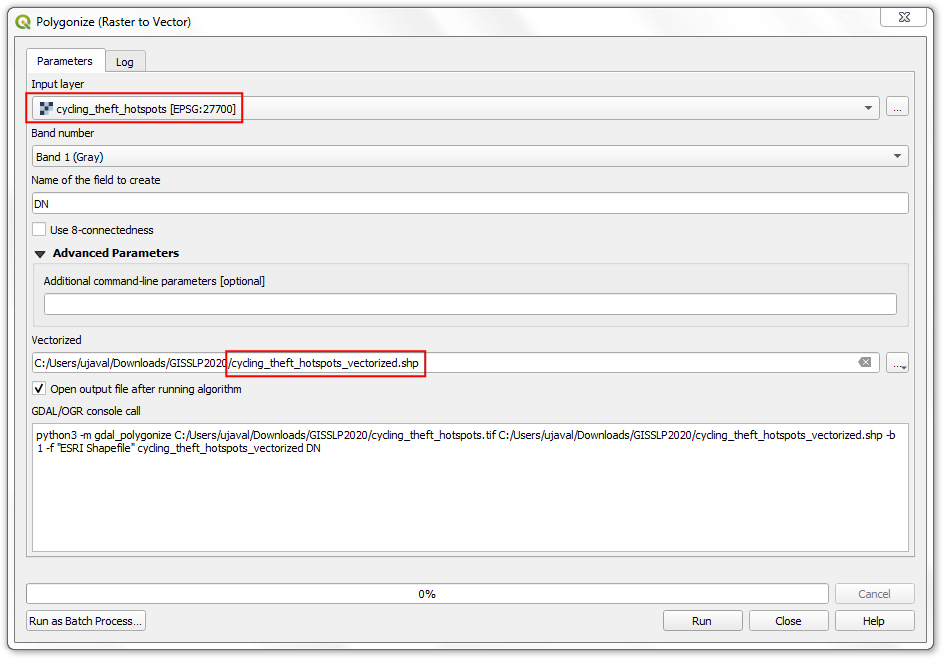 Polygonize (Raster to Vector)
Parameters
Log
Input layer
cycling_theft_hotspots [EPSG:27700]
...
Band number
Band 1 (Gray)
Name of the field to create
DN
Use 8-connectedness
Advanced Parameters
Additional command-line parameters [optional]
Vectorized
C:/Users/ujaval/Downloads/GISSLP2020/cycling_theft_hotspots_vectorized.shp
...
Open output file after running algorithm
GDAL/OGR console call
python3 -m gdal_polygonize C:/Users/ujaval/Downloads/GISSLP2020/cycling_theft_hotspots.tif C:/Users/ujaval/Downloads/GISSLP2020/cycling_theft_hotspots_vectorized.shp -b
1 -f "ESRI Shapefile" cycling_theft_hotspots_vectorized DN
0%
Cancel
Run as Batch Process...
Run
Close
Help